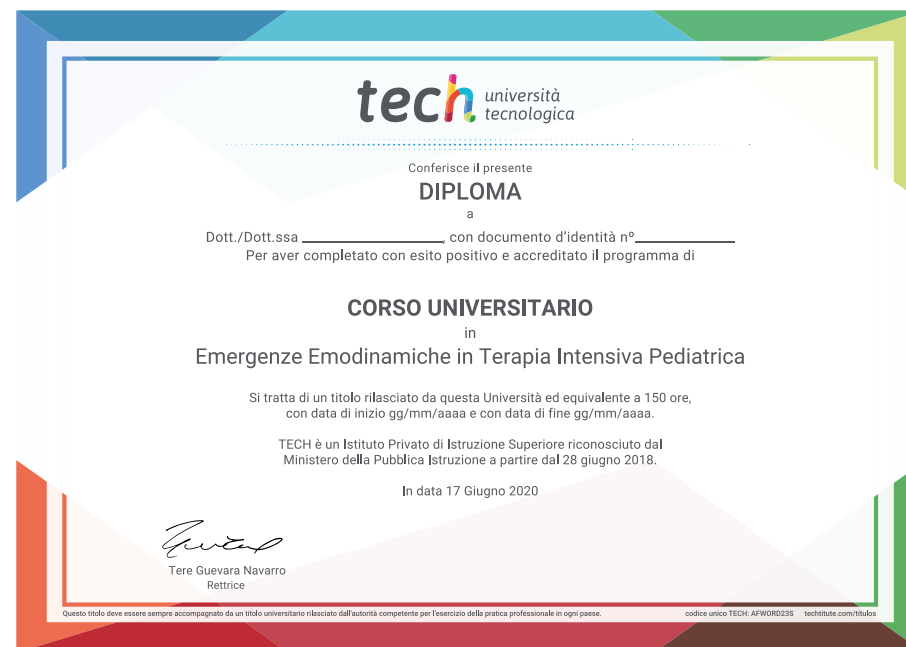 tech università
tecnologica
Conferisce il presente
DIPLOMA
a
Dott./Dott.ssa ____________, con documento d'identità nº____________
Per aver completato con esito positivo e accreditato il programma di
CORSO UNIVERSITARIO
in
Emergenze Emodinamiche in Terapia Intensiva Pediatrica
Si tratta di un titolo rilasciato da questa Università ed equivalente a 150 ore,
con data di inizio gg/mm/aaaa e con data di fine gg/mm/aaaa.
TECH è un Istituto Privato di Istruzione Superiore riconosciuto dal
Ministero della Pubblica Istruzione a partire dal 28 giugno 2018.
In data 17 Giugno 2020
Tere Guevara Navarro
Rettrice
Questo titolo deve essere sempre accompagnato da un titolo universitario rilasciato dall'autorità competente per l'esercizio della pratica professionale in ogni paese. codice unico TECH: AFWORD23S techtitute.com/títulos